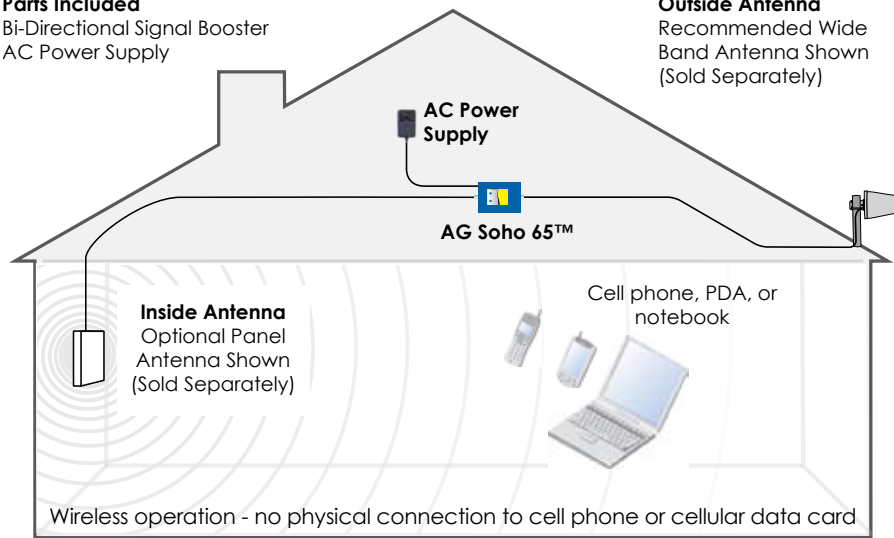 Parts Included
Bi-Directional Signal Booster
AC Power Supply
Outside Antenna
Recommended Wide
Band Antenna Shown
(Sold Separately)
AC Power
Supply
AG Soho 65™
Inside Antenna
Optional Panel
Antenna Shown
(Sold Separately)
Cell phone, PDA, or
notebook
Wireless operation - no physical connection to cell phone or cellular data card